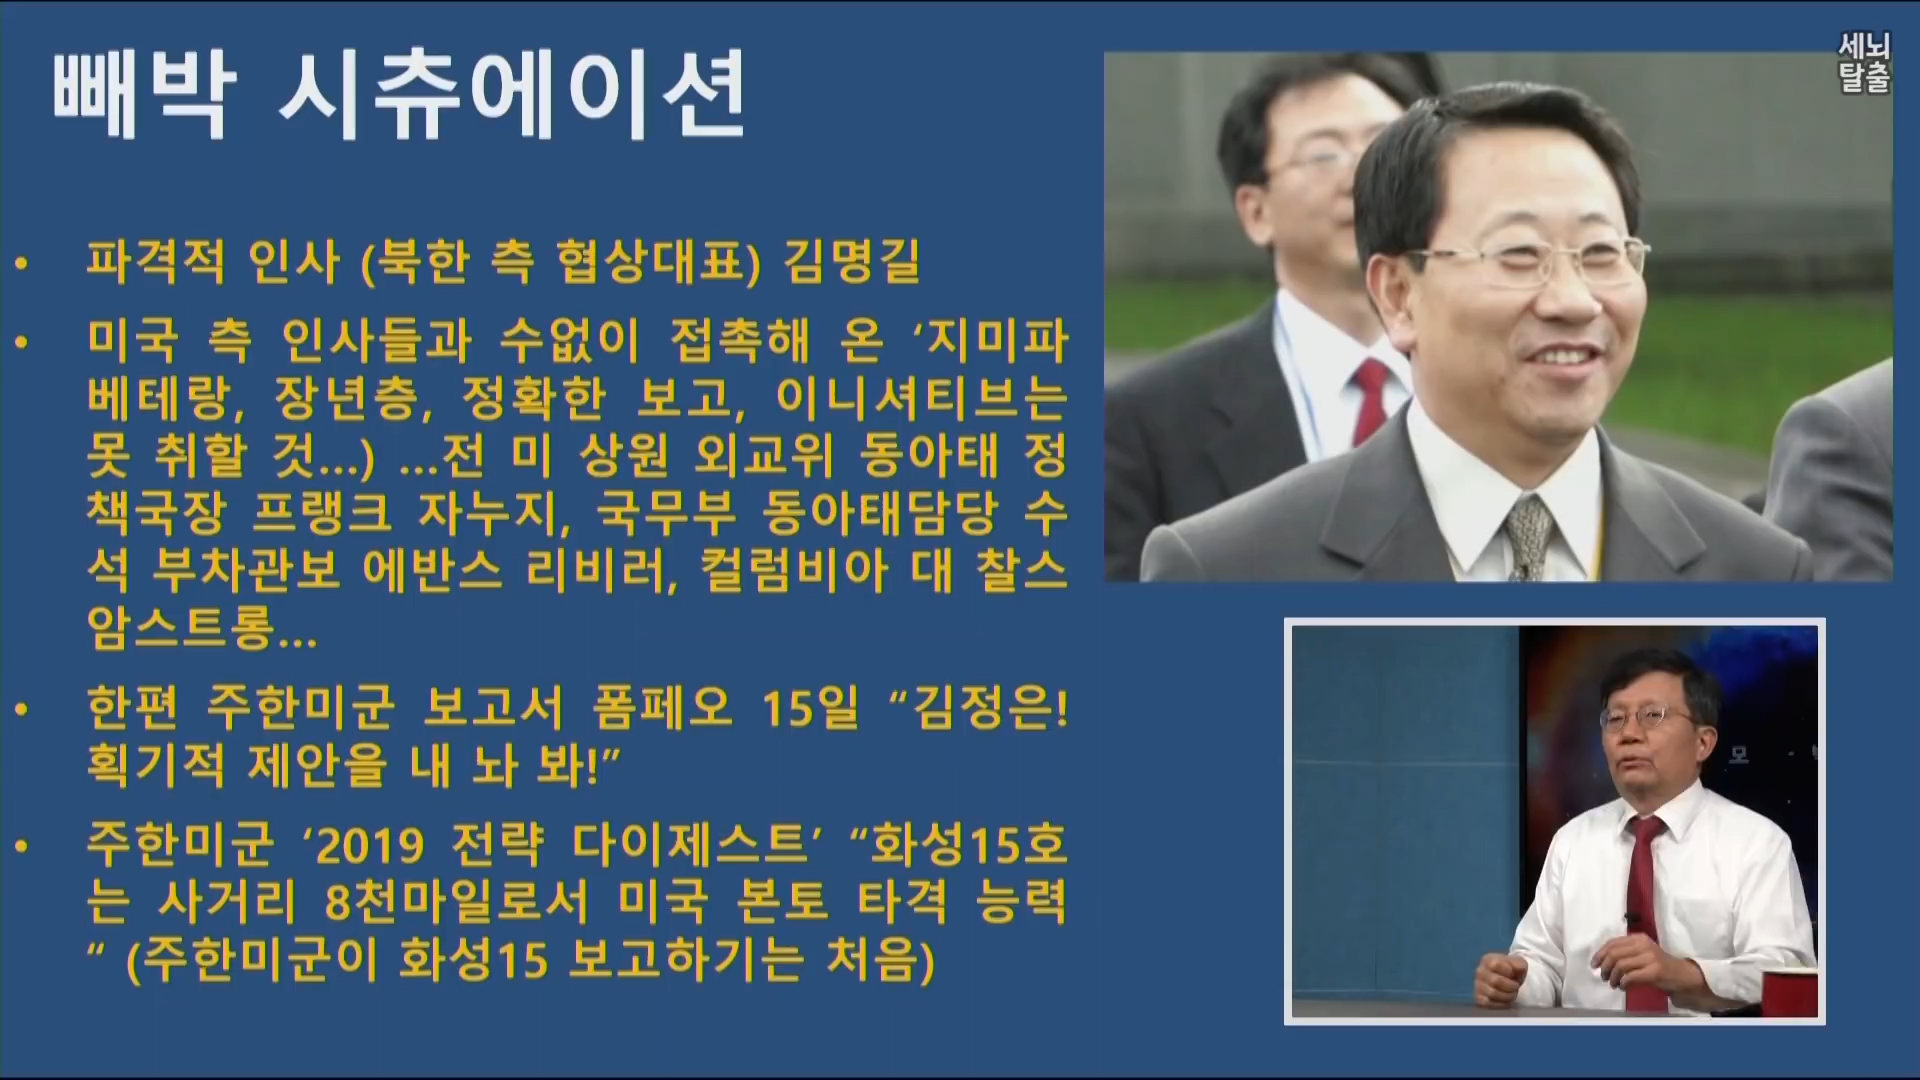 빼박 시츄에이션
세뇌
탈출
• 파격적 인사 (북한 측 협상대표) 김명길
• 미국 측 인사들과 수없이 접촉해 온 ‘지미파
베테랑, 장년층, 정확한 보고, 이니셔티브는
못 취할 것...) ...전 미 상원 외교위 동아태 정
책국장 프랭크 자누지, 국무부 동아태담당 수
석 부차관보 에반스 리비러, 컬럼비아 대 찰스
암스트롱...
• 한편 주한미군 보고서 폼페오 15일 “김정은!
획기적 제안을 내 놔 봐!”
• 주한미군 ‘2019 전략 다이제스트’ “화성15호
는 사거리 8천마일로서 미국 본토 타격 능력
“ (주한미군이 화성15 보고하기는 처음)
모 -